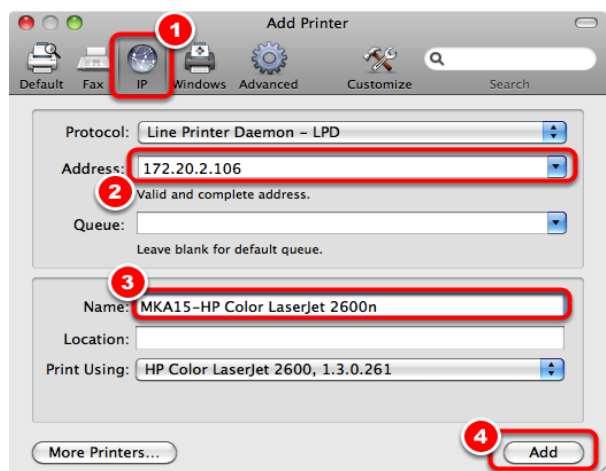 Add Printer
1
Default Fax IP Windows Advanced Customize Search
Protocol: Line Printer Daemon – LPD
Address: 172.20.2.106
2
Valid and complete address.
Queue:
Leave blank for default queue.
3
Name: MKA15-HP Color LaserJet 2600n
Location:
Print Using: HP Color LaserJet 2600, 1.3.0.261
4
More Printers... Add